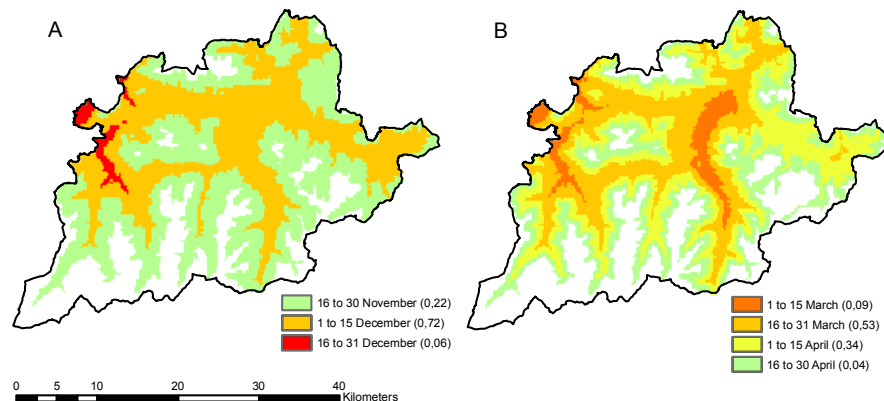 A
B
16 to 30 November (0,22)
1 to 15 December (0,72)
16 to 31 December (0,06)
1 to 15 March (0,09)
16 to 31 March (0,53)
1 to 15 April (0,34)
16 to 30 April (0,04)
0 5 10 20 30 40
Kilometers